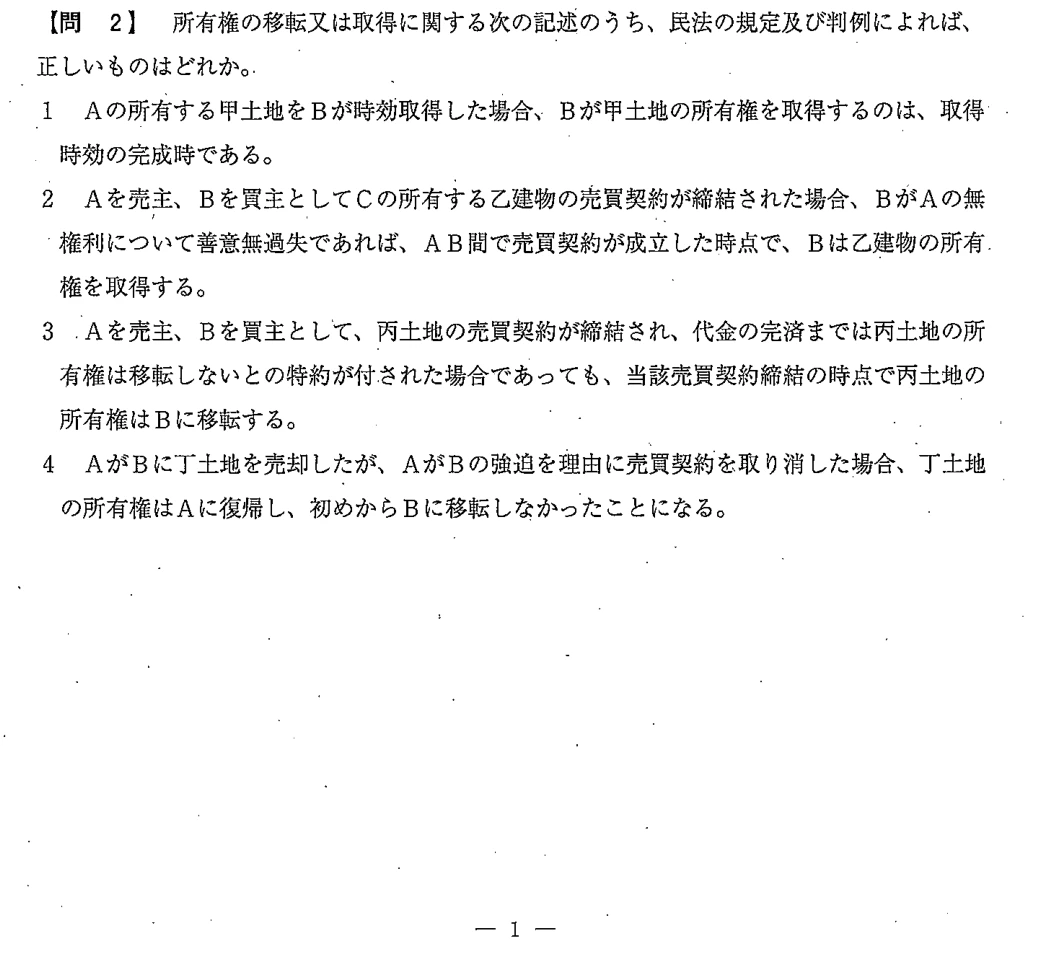 【問　2】　所有権の移転又は取得に関する次の記述のうち、民法の規定及び判例によれば、
正しいものはどれか。
1　Aの所有する甲土地をBが時効取得した場合、Bが甲土地の所有権を取得するのは、取得
時効の完成時である。
2　Aを売主、Bを買主としてCの所有する乙建物の売買契約が締結された場合、BがAの無
権利について善意無過失であれば、AB間で売買契約が成立した時点で、Bは乙建物の所有
権を取得する。
3　Aを売主、Bを買主として、丙土地の売買契約が締結され、代金の完済までは丙土地の所
有権は移転しないとの特約が付された場合であっても、当該売買契約締結の時点で丙土地の
所有権はBに移転する。
4　AがBに丁土地を売却したが、AがBの強迫を理由に売買契約を取り消した場合、丁土地
の所有権はAに復帰し、初めからBに移転しなかったことになる。
― 1 ―